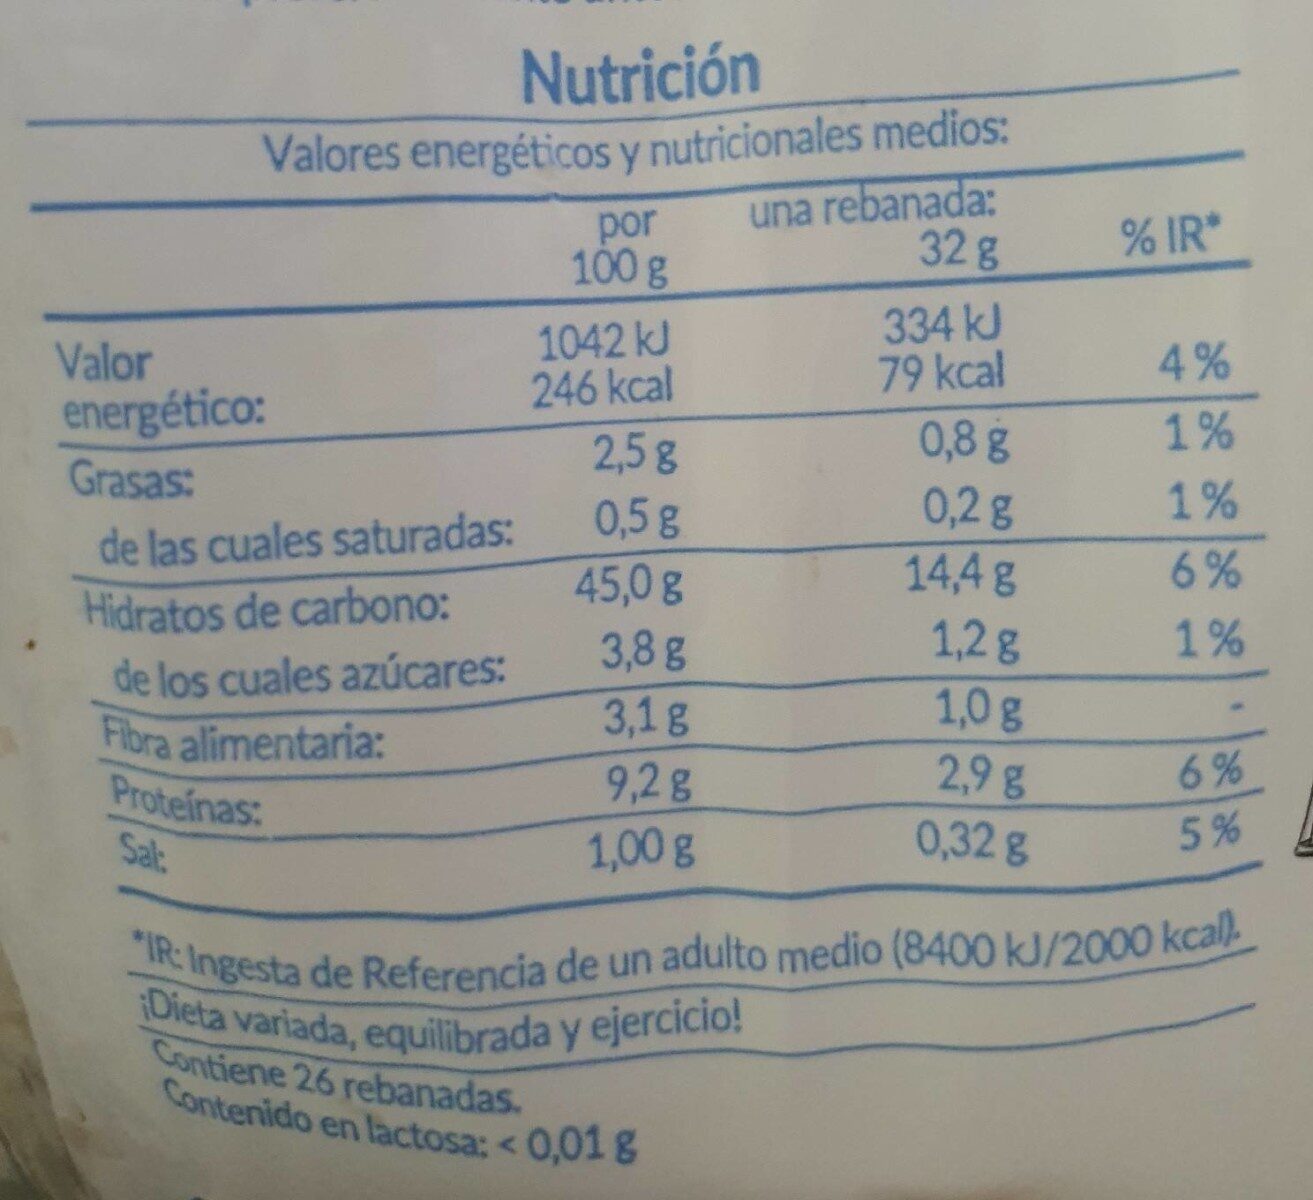 Nutrición
Valores energéticos y nutricionales medios:
por 100 g una rebanada: 32 g % IR*
Valor energético: 1042 kJ 246 kcal 334 kJ 79 kcal 4 %
Grasas: 2,5 g 0,8 g 1 %
de las cuales saturadas: 0,5 g 0,2 g 1 %
Hidratos de carbono: 45,0 g 14,4 g 6 %
de los cuales azúcares: 3,8 g 1,2 g 1 %
Fibra alimentaria: 3,1 g 1,0 g -
Proteínas: 9,2 g 2,9 g 6 %
Sal: 1,00 g 0,32 g 5 %
*IR: Ingesta de Referencia de un adulto medio (8400 kJ/2000 kcal).
¡Dieta variada, equilibrada y ejercicio!
Contiene 26 rebanadas.
Contenido en lactosa: < 0,01 g